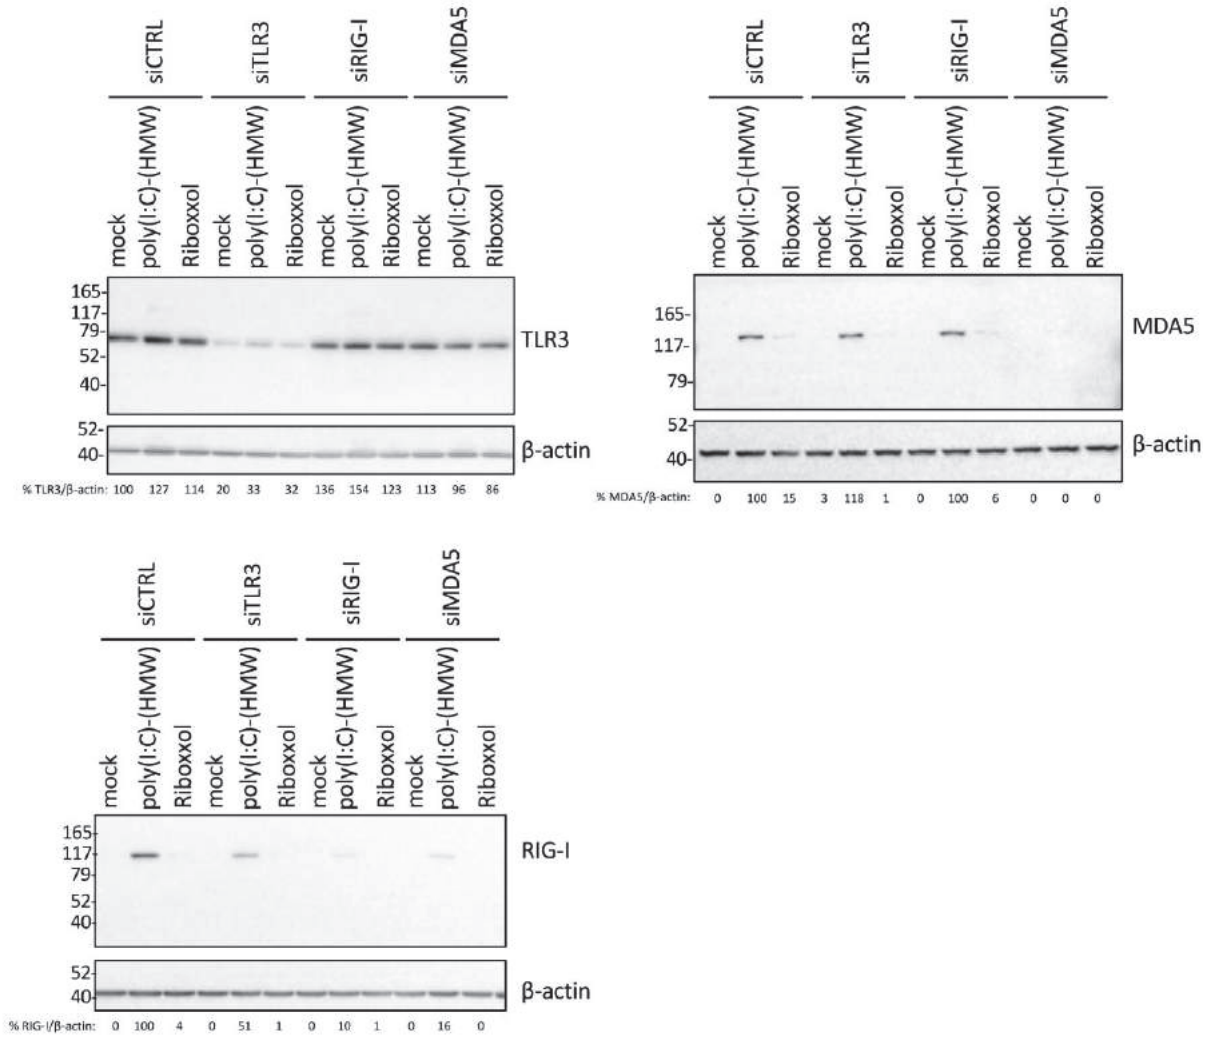 siCTRL
siTLR3
siRIG-I
siMDA5
mock
poly(I:C)-(HMW)
Riboxxol
mock
poly(I:C)-(HMW)
Riboxxol
mock
poly(I:C)-(HMW)
Riboxxol
mock
poly(I:C)-(HMW)
Riboxxol
165-
117-
79-
52-
40-
TLR3
52-
40-
β-actin
% TLR3/β-actin: 100 127 114 20 33 32 136 154 123 113 96 86
siCTRL
siTLR3
siRIG-I
siMDA5
mock
poly(I:C)-(HMW)
Riboxxol
mock
poly(I:C)-(HMW)
Riboxxol
mock
poly(I:C)-(HMW)
Riboxxol
mock
poly(I:C)-(HMW)
Riboxxol
165-
117-
79-
MDA5
52-
40-
β-actin
% MDA5/β-actin: 0 100 15 3 118 1 0 100 6 0 0 0
siCTRL
siTLR3
siRIG-I
siMDA5
mock
poly(I:C)-(HMW)
Riboxxol
mock
poly(I:C)-(HMW)
Riboxxol
mock
poly(I:C)-(HMW)
Riboxxol
mock
poly(I:C)-(HMW)
Riboxxol
165-
117-
79-
52-
40-
RIG-I
52-
40-
β-actin
% RIG-I/β-actin: 0 100 4 0 51 1 0 10 1 0 16 0